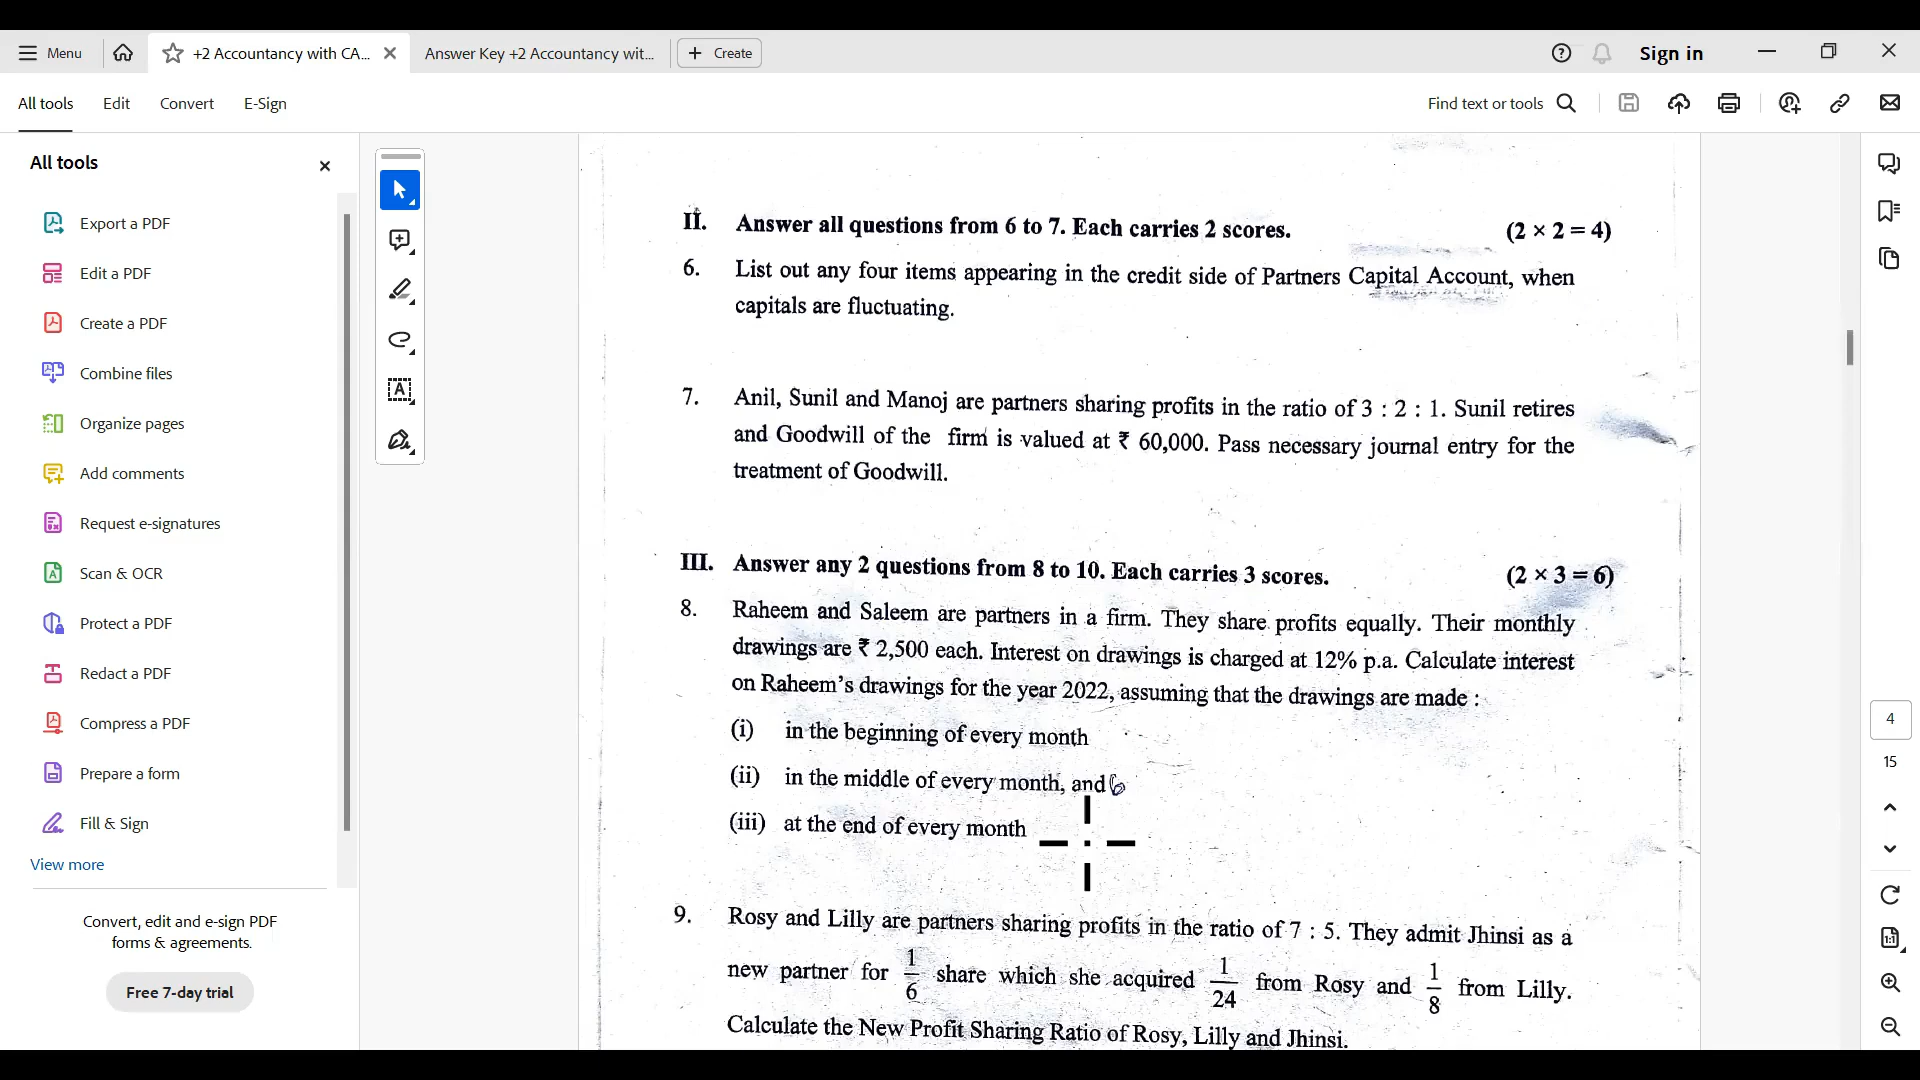 Menu
+2 Accountancy with CA...
Answer Key +2 Accountancy wit...
Create
Sign in
All tools
Edit
Convert
E-Sign
Find text or tools
All tools
Export a PDF
Edit a PDF
Create a PDF
Combine files
Organize pages
Add comments
Request e-signatures
Scan & OCR
Protect a PDF
Redact a PDF
Compress a PDF
Prepare a form
Fill & Sign
View more
Convert, edit and e-sign PDF
forms & agreements.
Free 7-day trial
II. Answer all questions from 6 to 7. Each carries 2 scores. (2 × 2 = 4)
6. List out any four items appearing in the credit side of Partners Capital Account, when
capitals are fluctuating.
7. Anil, Sunil and Manoj are partners sharing profits in the ratio of 3 : 2 : 1. Sunil retires
and Goodwill of the firm is valued at ₹ 60,000. Pass necessary journal entry for the
treatment of Goodwill.
III. Answer any 2 questions from 8 to 10. Each carries 3 scores. (2 × 3 = 6)
8. Raheem and Saleem are partners in a firm. They share profits equally. Their monthly
drawings are ₹ 2,500 each. Interest on drawings is charged at 12% p.a. Calculate interest
on Raheem's drawings for the year 2022, assuming that the drawings are made :
(i) in the beginning of every month
(ii) in the middle of every month, and
(iii) at the end of every month
9. Rosy and Lilly are partners sharing profits in the ratio of 7 : 5. They admit Jhinsi as a
new partner for 1/6 share which she acquired 1/24 from Rosy and 1/8 from Lilly.
Calculate the New Profit Sharing Ratio of Rosy, Lilly and Jhinsi.
4
15